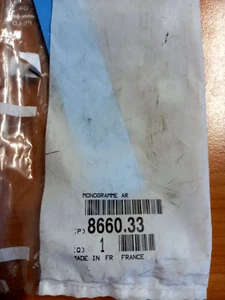 MONOGRAMME AR
(P) 8660.33
(Q) 1
MADE IN FR FRANCE